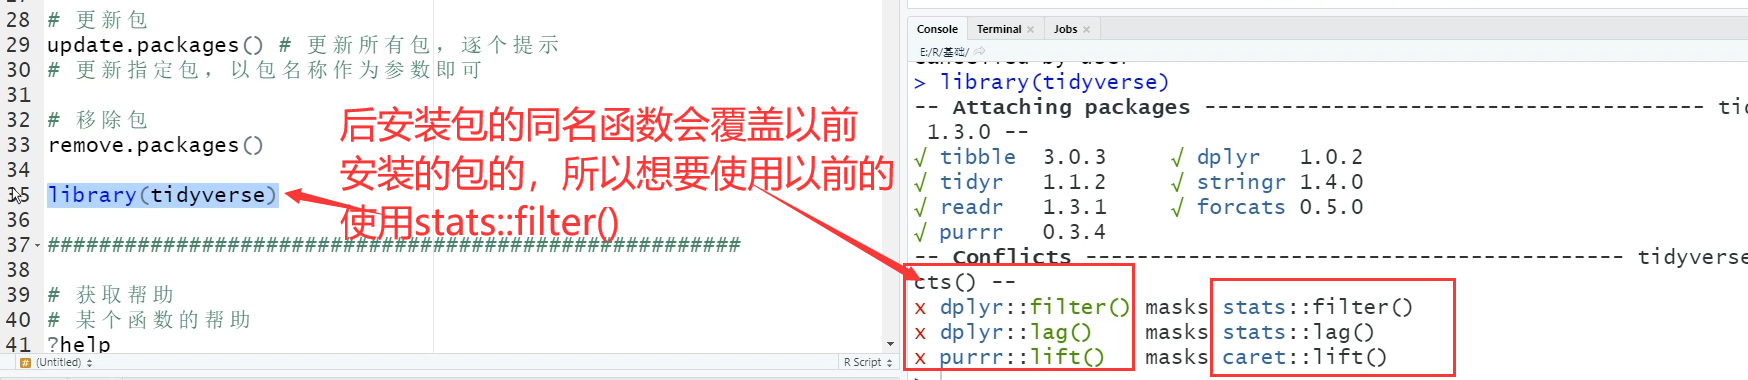 28 # 更新包
29 update.packages() # 更新所有包，逐个提示
30 # 更新指定包，以包名称作为参数即可
31
32 # 移除包
33 remove.packages()
34
35 library(tidyverse)
36
37 ######################################################
38
39 # 获取帮助
40 # 某个函数的帮助
41 ?help
# (Untitled)
R Script
后安装包的同名函数会覆盖以前
安装的包的，所以想要使用以前的
使用stats::filter()
Console Terminal Jobs
E:/R/基础/
> library(tidyverse)
-- Attaching packages ---------------------------------------
1.3.0 --
√ tibble 3.0.3 √ dplyr 1.0.2
√ tidyr 1.1.2 √ stringr 1.4.0
√ readr 1.3.1 √ forcats 0.5.0
√ purrr 0.3.4
-- Conflicts ------------------------------------------ tidyverse
cts() --
x dplyr::filter() masks stats::filter()
x dplyr::lag() masks stats::lag()
x purrr::lift() masks caret::lift()